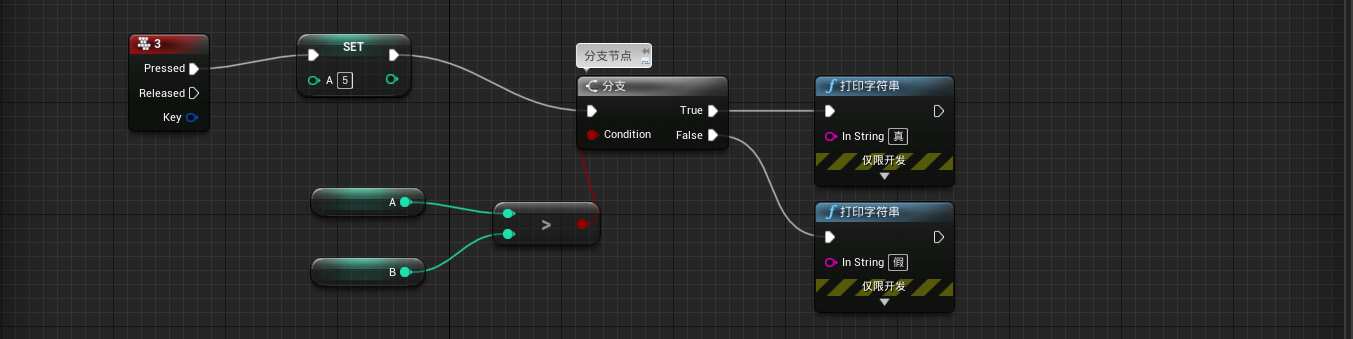 3
Pressed
Released
Key
SET
A 5
分支节点
分支
True
Condition
False
打印字符串
In String 真
仅限开发
A
>
B
打印字符串
In String 假
仅限开发